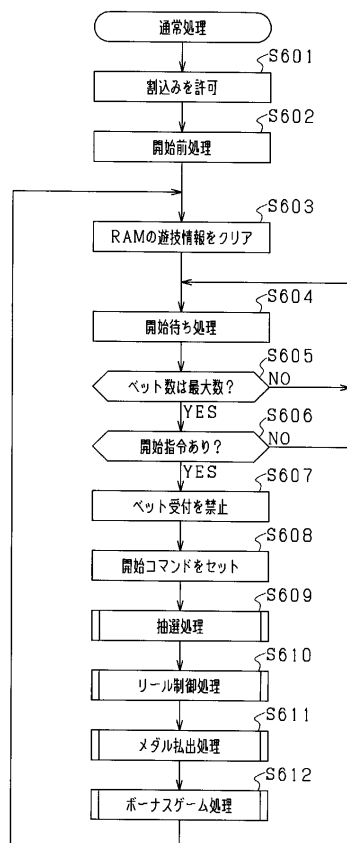 通常処理
S601
割込みを許可
S602
開始前処理
S603
RAMの遊技情報をクリア
S604
開始待ち処理
S605
ベット数は最大数?
NO
YES
S606
開始指令あり?
NO
YES
S607
ベット受付を禁止
S608
開始コマンドをセット
S609
抽選処理
S610
リール制御処理
S611
メダル払出処理
S612
ボーナスゲーム処理